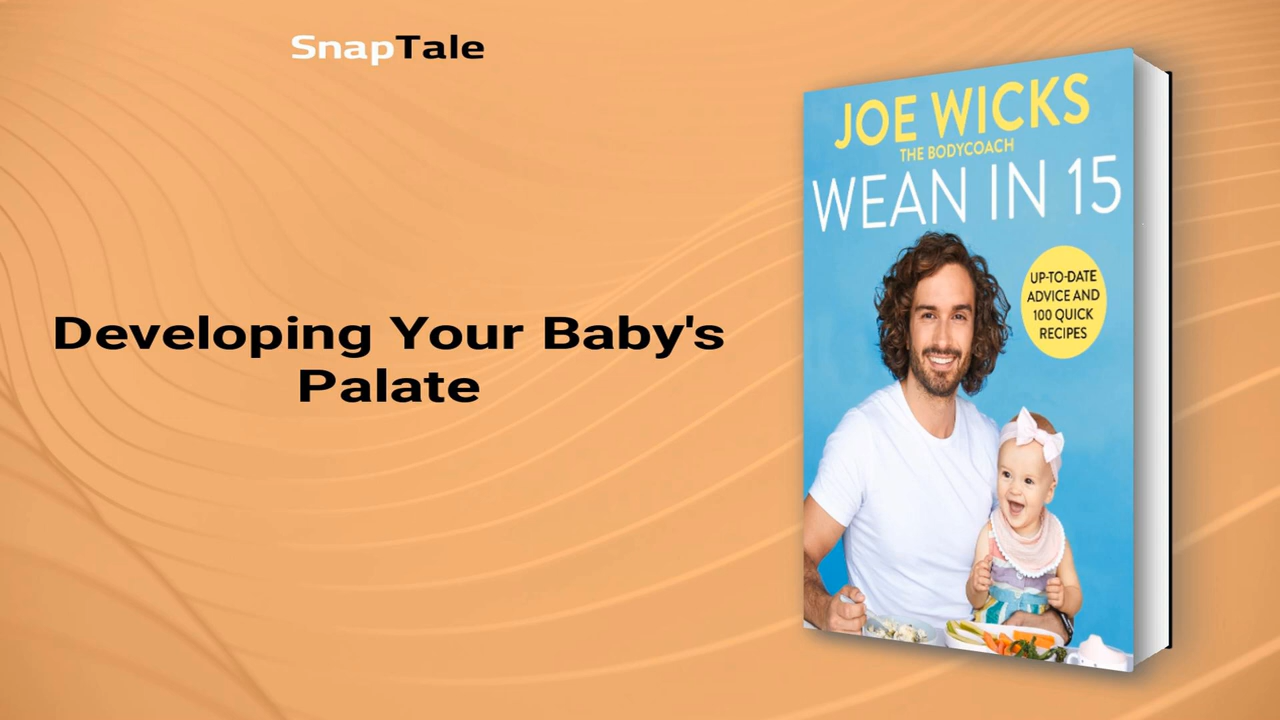 SnapTale
Developing Your Baby's
Palate
JOE WICKS
THE BODYCOACH
WEAN IN 15
UP-TO-DATE
ADVICE AND
100 QUICK
RECIPES